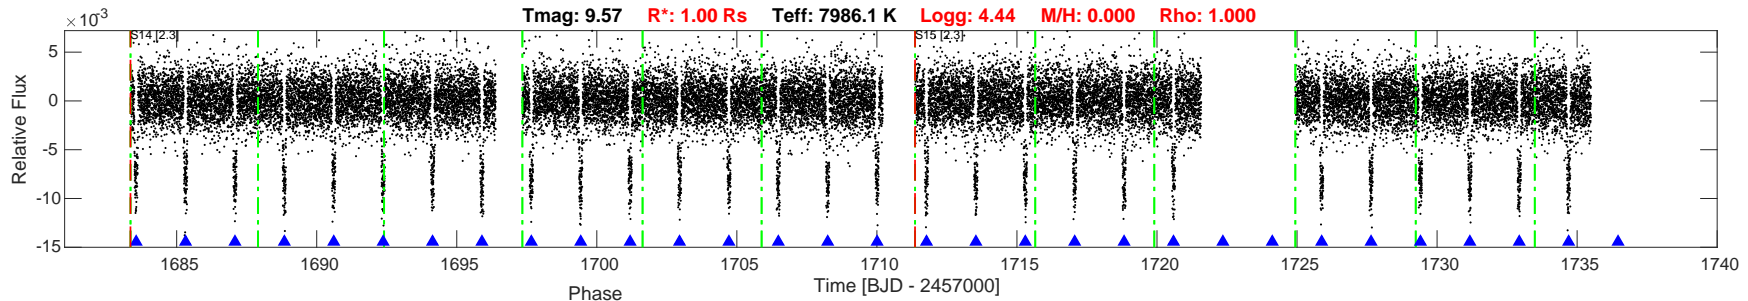 Tmag: 9.57 R*: 1.00 Rs Teff: 7986.1 K Logg: 4.44 M/H: 0.000 Rho: 1.000
× 10⁻³
S14 [2.3]
S15 [2.3]
5
0
-5
-10
-15
Relative Flux
1685 1690 1695 1700 1705 1710 1715 1720 1725 1730 1735 1740
Phase
Time [BJD - 2457000]